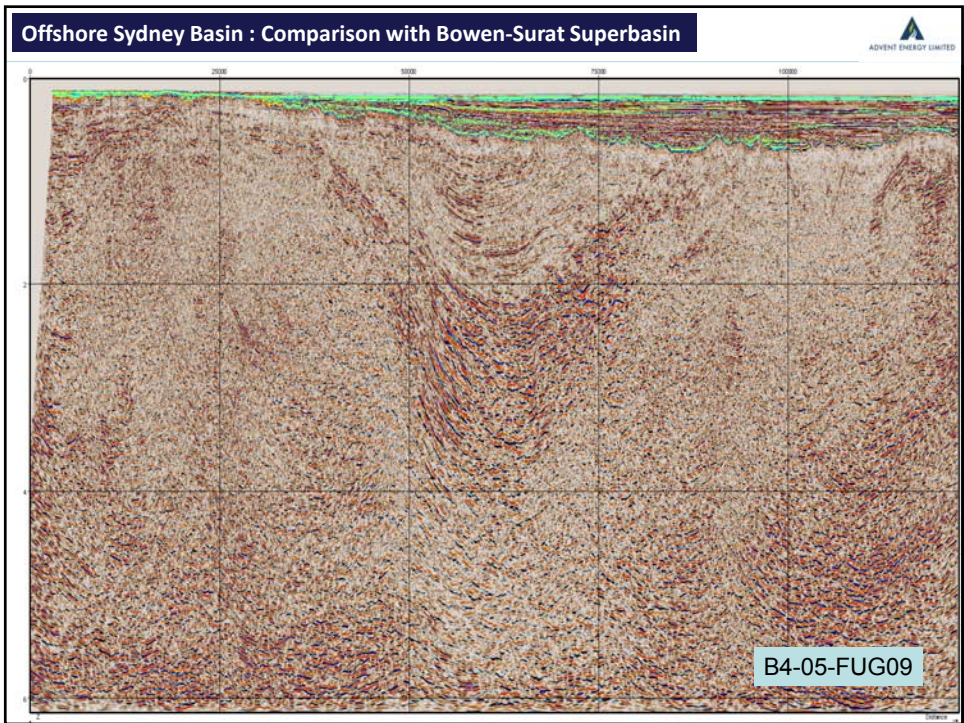 Offshore Sydney Basin : Comparison with Bowen-Surat Superbasin
ADVENT ENERGY LIMITED
0 25000 50000 75000 100000
0
2
4
6
B4-05-FUG09
Z Distance